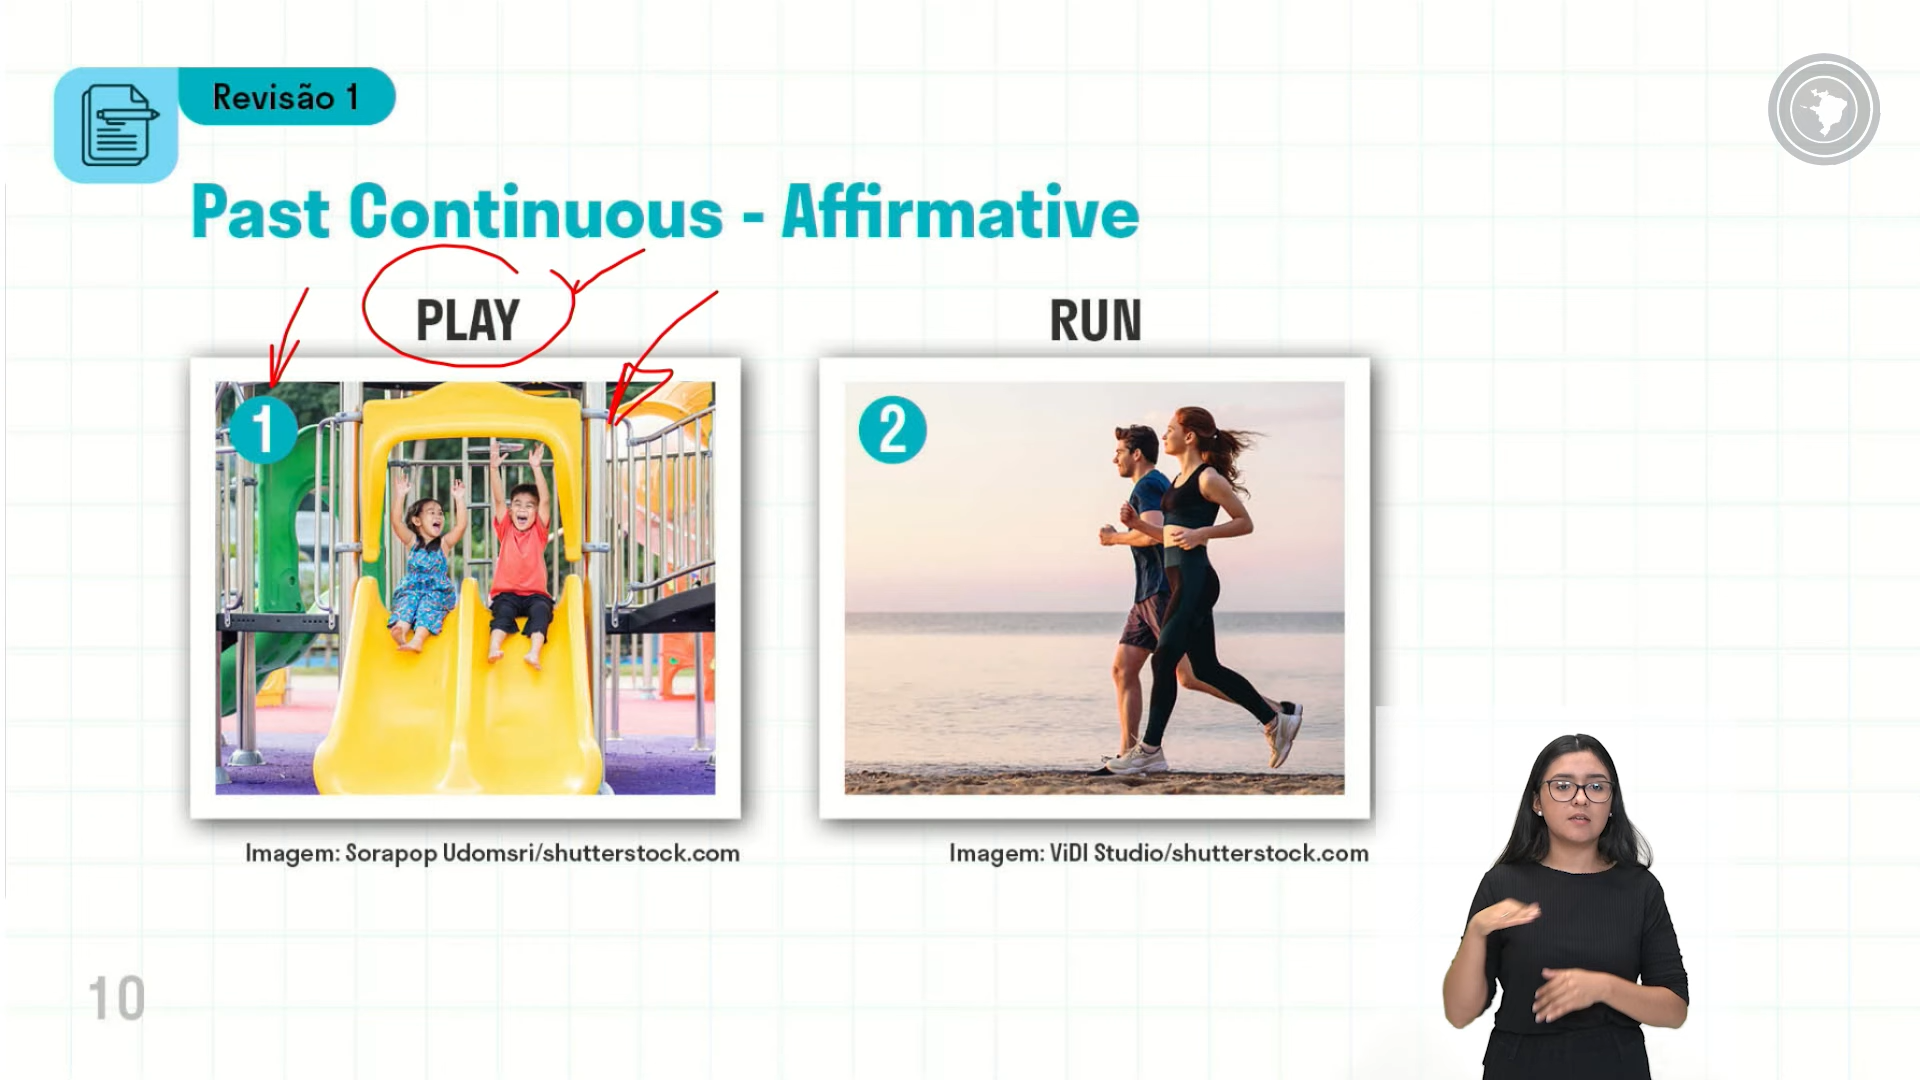 Revisão 1
Past Continuous - Affirmative
PLAY
RUN
1
2
Imagem: Sorapop Udomsri/shutterstock.com
Imagem: ViDI Studio/shutterstock.com
10